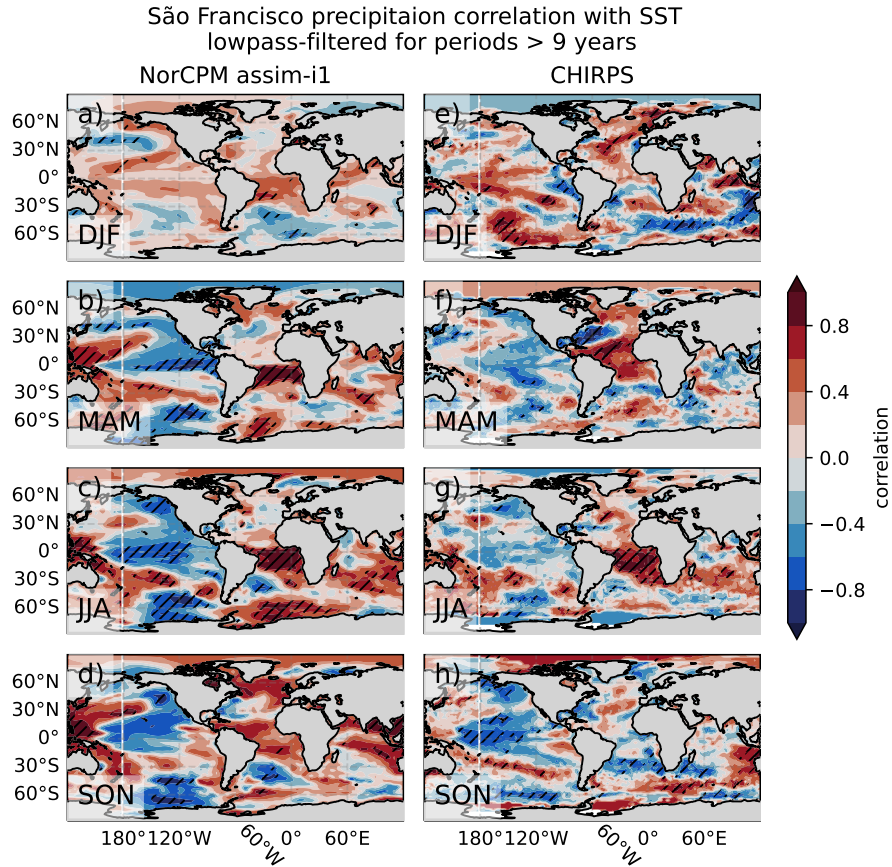 São Francisco precipitaion correlation with SST
lowpass-filtered for periods > 9 years
NorCPM assim-i1
CHIRPS
60°N
30°N
0°
30°S
60°S
a)
DJF
e)
DJF
60°N
30°N
0°
30°S
60°S
b)
MAM
f)
MAM
60°N
30°N
0°
30°S
60°S
c)
JJA
g)
JJA
60°N
30°N
0°
30°S
60°S
d)
SON
h)
SON
180°
120°W
60°W
0°
60°E
180°
120°W
60°W
0°
60°E
0.8
0.4
0.0
−0.4
−0.8
correlation